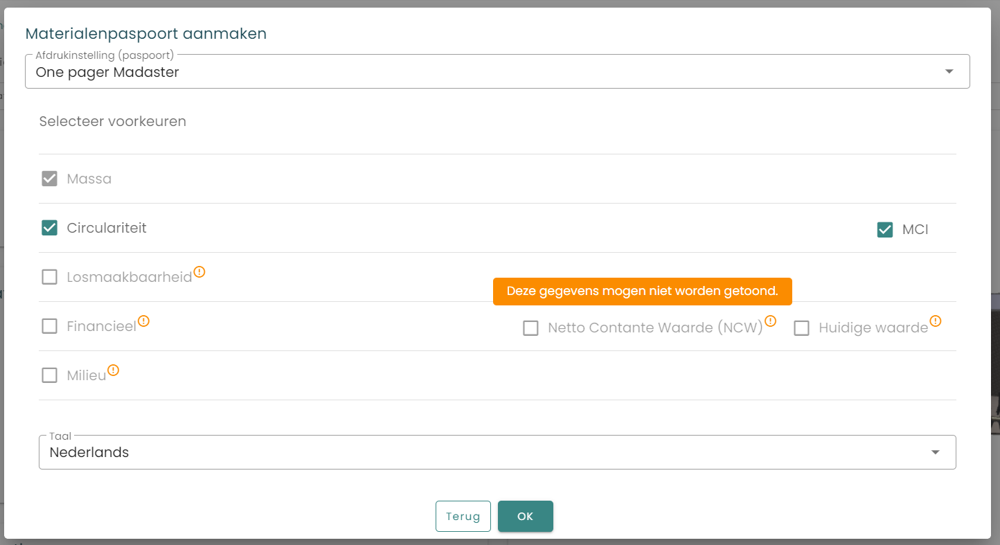 Materialenpaspoort aanmaken
Afdrukinstelling (paspoort)
One pager Madaster
Selecteer voorkeuren
Massa
Circulariteit
MCI
Losmaakbaarheid
Deze gegevens mogen niet worden getoond.
Financieel
Netto Contante Waarde (NCW)
Huidige waarde
Milieu
Taal
Nederlands
Terug
OK